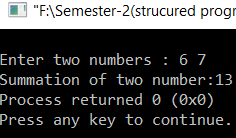 "F:\Semester-2(strucured progr
Enter two numbers : 6 7
Summation of two number:13
Process returned 0 (0x0)
Press any key to continue.